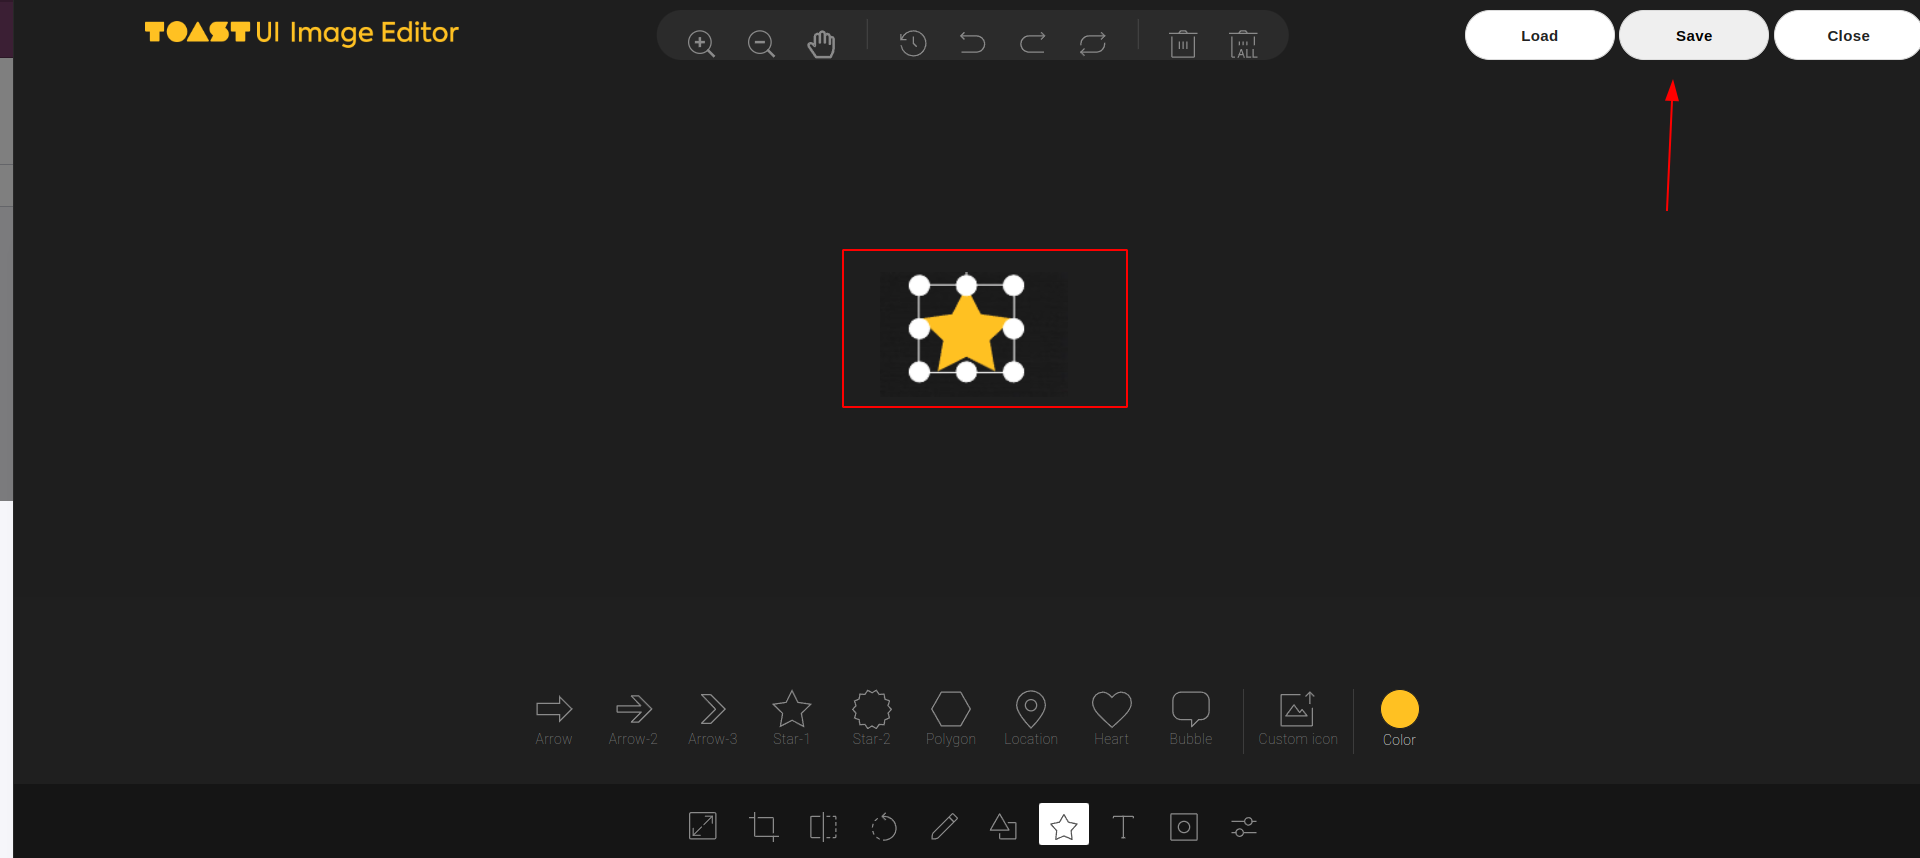 TOAST UI Image Editor
ALL
Load
Save
Close
Arrow
Arrow-2
Arrow-3
Star-1
Star-2
Polygon
Location
Heart
Bubble
Custom icon
Color